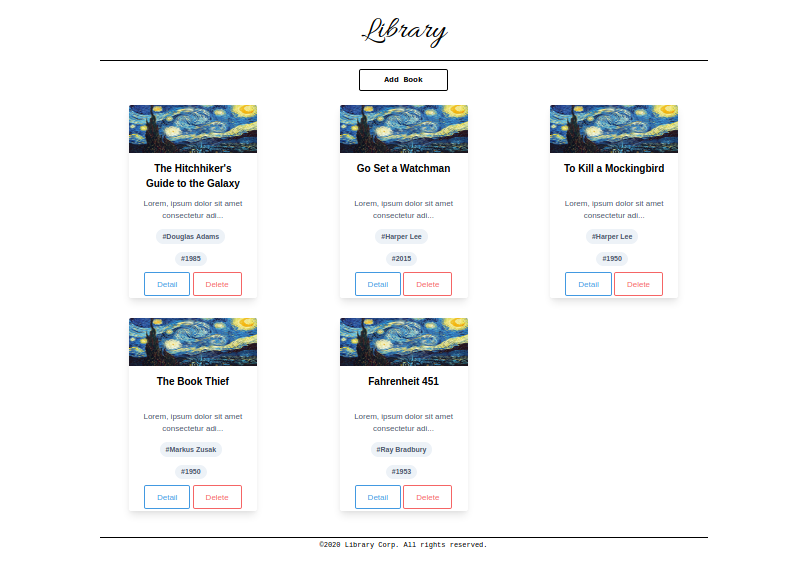 Library
Add Book
The Hitchhiker's
Guide to the Galaxy
Lorem, ipsum dolor sit amet
consectetur adi...
#Douglas Adams
#1985
Detail
Delete
Go Set a Watchman
Lorem, ipsum dolor sit amet
consectetur adi...
#Harper Lee
#2015
Detail
Delete
To Kill a Mockingbird
Lorem, ipsum dolor sit amet
consectetur adi...
#Harper Lee
#1950
Detail
Delete
The Book Thief
Lorem, ipsum dolor sit amet
consectetur adi...
#Markus Zusak
#1950
Detail
Delete
Fahrenheit 451
Lorem, ipsum dolor sit amet
consectetur adi...
#Ray Bradbury
#1953
Detail
Delete
©2020 Library Corp. All rights reserved.